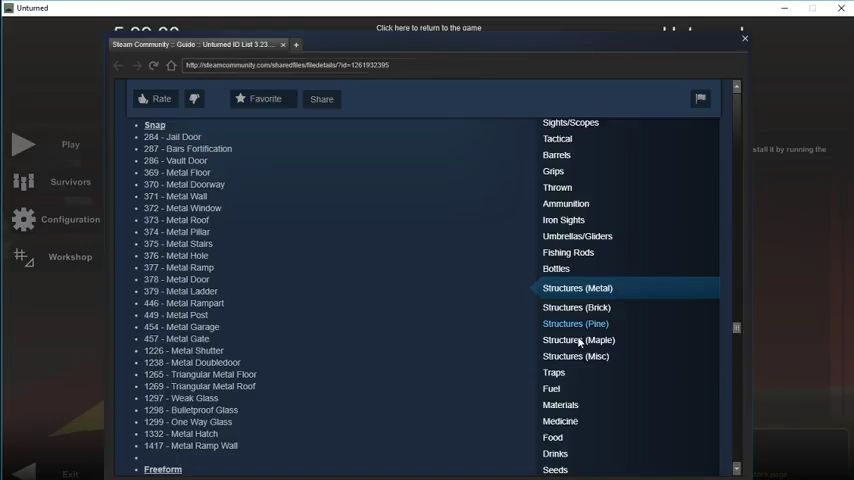 Unturned
Click here to return to the game
Steam Community :: Guide :: Unturned ID List 3.23....
http://steamcommunity.com/sharedfiles/filedetails/?id=1261932395
Rate
Favorite
Share
Snap
284 - Jail Door
287 - Bars Fortification
286 - Vault Door
369 - Metal Floor
370 - Metal Doorway
371 - Metal Wall
372 - Metal Window
373 - Metal Roof
374 - Metal Pillar
375 - Metal Stairs
376 - Metal Hole
377 - Metal Ramp
378 - Metal Door
379 - Metal Ladder
446 - Metal Rampart
449 - Metal Post
454 - Metal Garage
457 - Metal Gate
1226 - Metal Shutter
1238 - Metal Doubledoor
1265 - Triangular Metal Floor
1269 - Triangular Metal Roof
1297 - Weak Glass
1298 - Bulletproof Glass
1299 - One Way Glass
1332 - Metal Hatch
1417 - Metal Ramp Wall
Freeform
Sights/Scopes
Tactical
Barrels
Grips
Thrown
Ammunition
Iron Sights
Umbrellas/Gliders
Fishing Rods
Bottles
Structures (Metal)
Structures (Brick)
Structures (Pine)
Structures (Maple)
Structures (Misc)
Traps
Fuel
Materials
Medicine
Food
Drinks
Seeds
Play
Survivors
Configuration
Workshop
Exit
stall it by running the